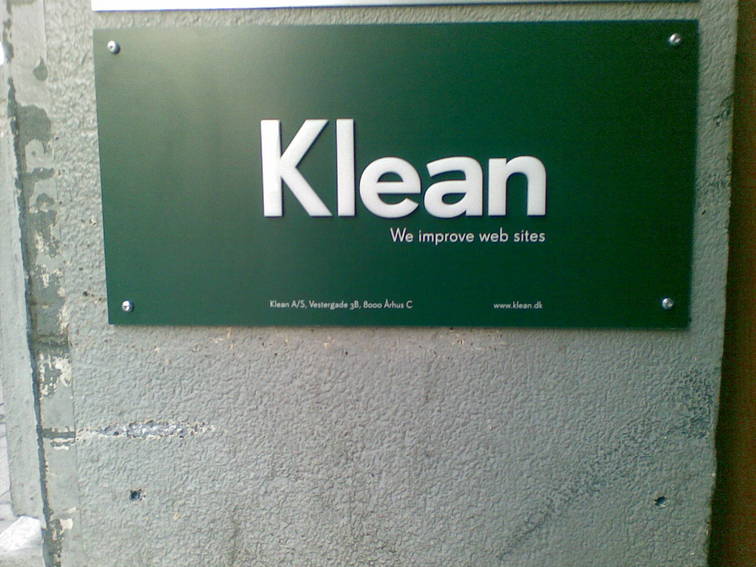 Klean
We improve web sites
Klean A/S, Vestergade 3B, 8000 Århus C
www.klean.dk